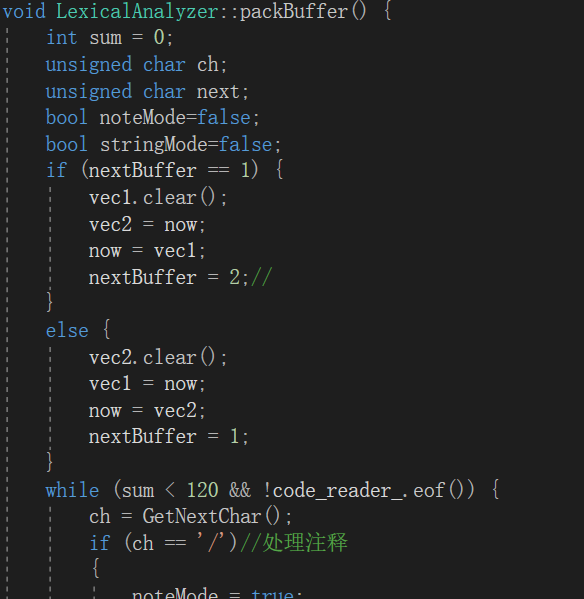 void LexicalAnalyzer::packBuffer() {
    int sum = 0;
    unsigned char ch;
    unsigned char next;
    bool noteMode=false;
    bool stringMode=false;
    if (nextBuffer == 1) {
        vec1.clear();
        vec2 = now;
        now = vec1;
        nextBuffer = 2;//
    }
    else {
        vec2.clear();
        vec1 = now;
        now = vec2;
        nextBuffer = 1;
    }
    while (sum < 120 && !code_reader_.eof()) {
        ch = GetNextChar();
        if (ch == '/')//处理注释
        {
            noteMode = true;